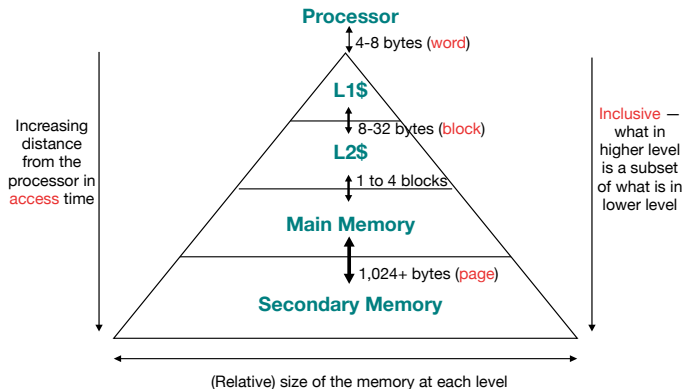 Processor
4-8 bytes (word)
L1$
8-32 bytes (block)
L2$
1 to 4 blocks
Main Memory
1,024+ bytes (page)
Secondary Memory
Increasing
distance
from the
processor in
access time
Inclusive —
what in
higher level
is a subset
of what is in
lower level
(Relative) size of the memory at each level